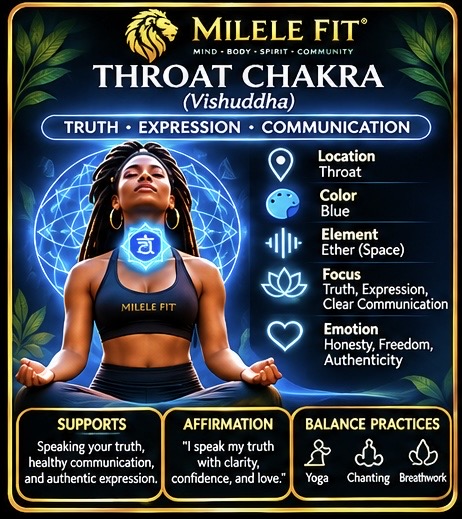 MILELE FIT®
MIND • BODY • SPIRIT • COMMUNITY
THROAT CHAKRA
(Vishuddha)
TRUTH • EXPRESSION • COMMUNICATION
Location
Throat
Color
Blue
Element
Ether (Space)
Focus
Truth, Expression,
Clear Communication
Emotion
Honesty, Freedom,
Authenticity
MILELE FIT
SUPPORTS
Speaking your truth,
healthy communication,
and authentic expression.
AFFIRMATION
"I speak my truth
with clarity,
confidence, and love."
BALANCE PRACTICES
Yoga Chanting Breathwork